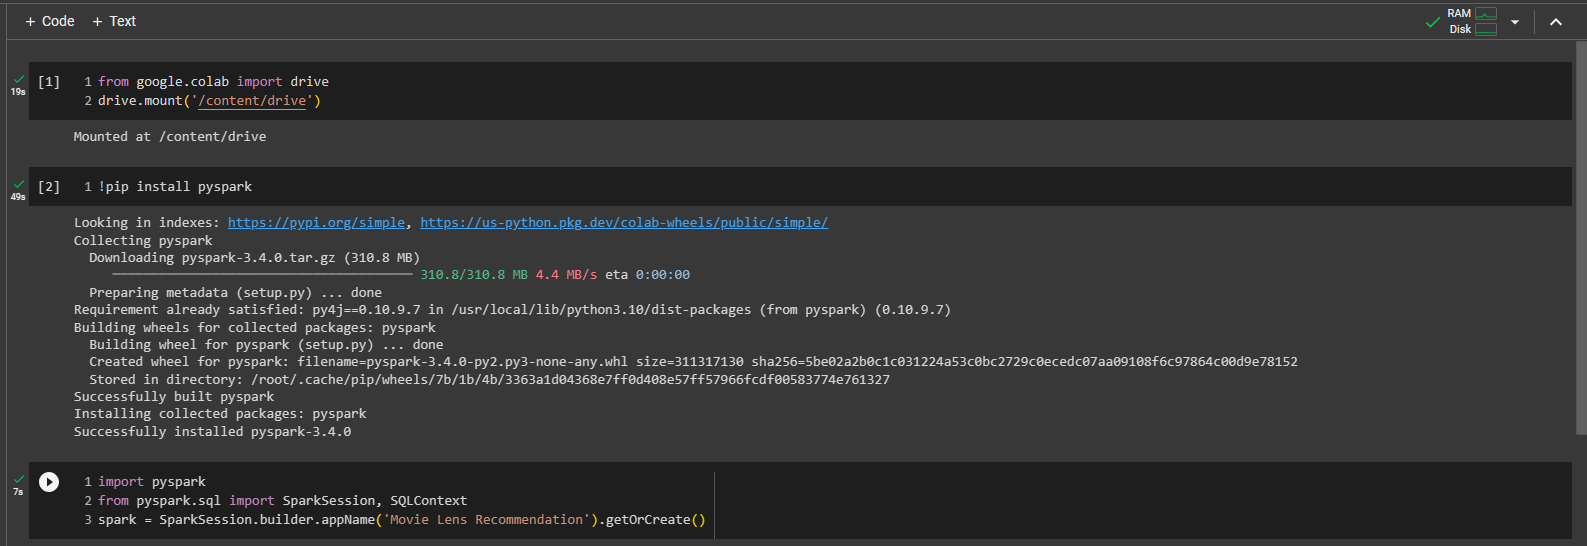 + Code + Text
RAM
Disk
19s
[1] 1 from google.colab import drive
2 drive.mount('/content/drive')
Mounted at /content/drive
49s
[2] 1 !pip install pyspark
Looking in indexes: https://pypi.org/simple, https://us-python.pkg.dev/colab-wheels/public/simple/
Collecting pyspark
Downloading pyspark-3.4.0.tar.gz (310.8 MB)
310.8/310.8 MB 4.4 MB/s eta 0:00:00
Preparing metadata (setup.py) ... done
Requirement already satisfied: py4j==0.10.9.7 in /usr/local/lib/python3.10/dist-packages (from pyspark) (0.10.9.7)
Building wheels for collected packages: pyspark
Building wheel for pyspark (setup.py) ... done
Created wheel for pyspark: filename=pyspark-3.4.0-py2.py3-none-any.whl size=311317130 sha256=5be02a2b0c1c031224a53c0bc2729c0ecedc07aa09108f6c97864c00d9e78152
Stored in directory: /root/.cache/pip/wheels/7b/1b/4b/3363a1d04368e7ff0d408e57ff57966fcdf00583774e761327
Successfully built pyspark
Installing collected packages: pyspark
Successfully installed pyspark-3.4.0
7s
1 import pyspark
2 from pyspark.sql import SparkSession, SQLContext
3 spark = SparkSession.builder.appName('Movie Lens Recommendation').getOrCreate()